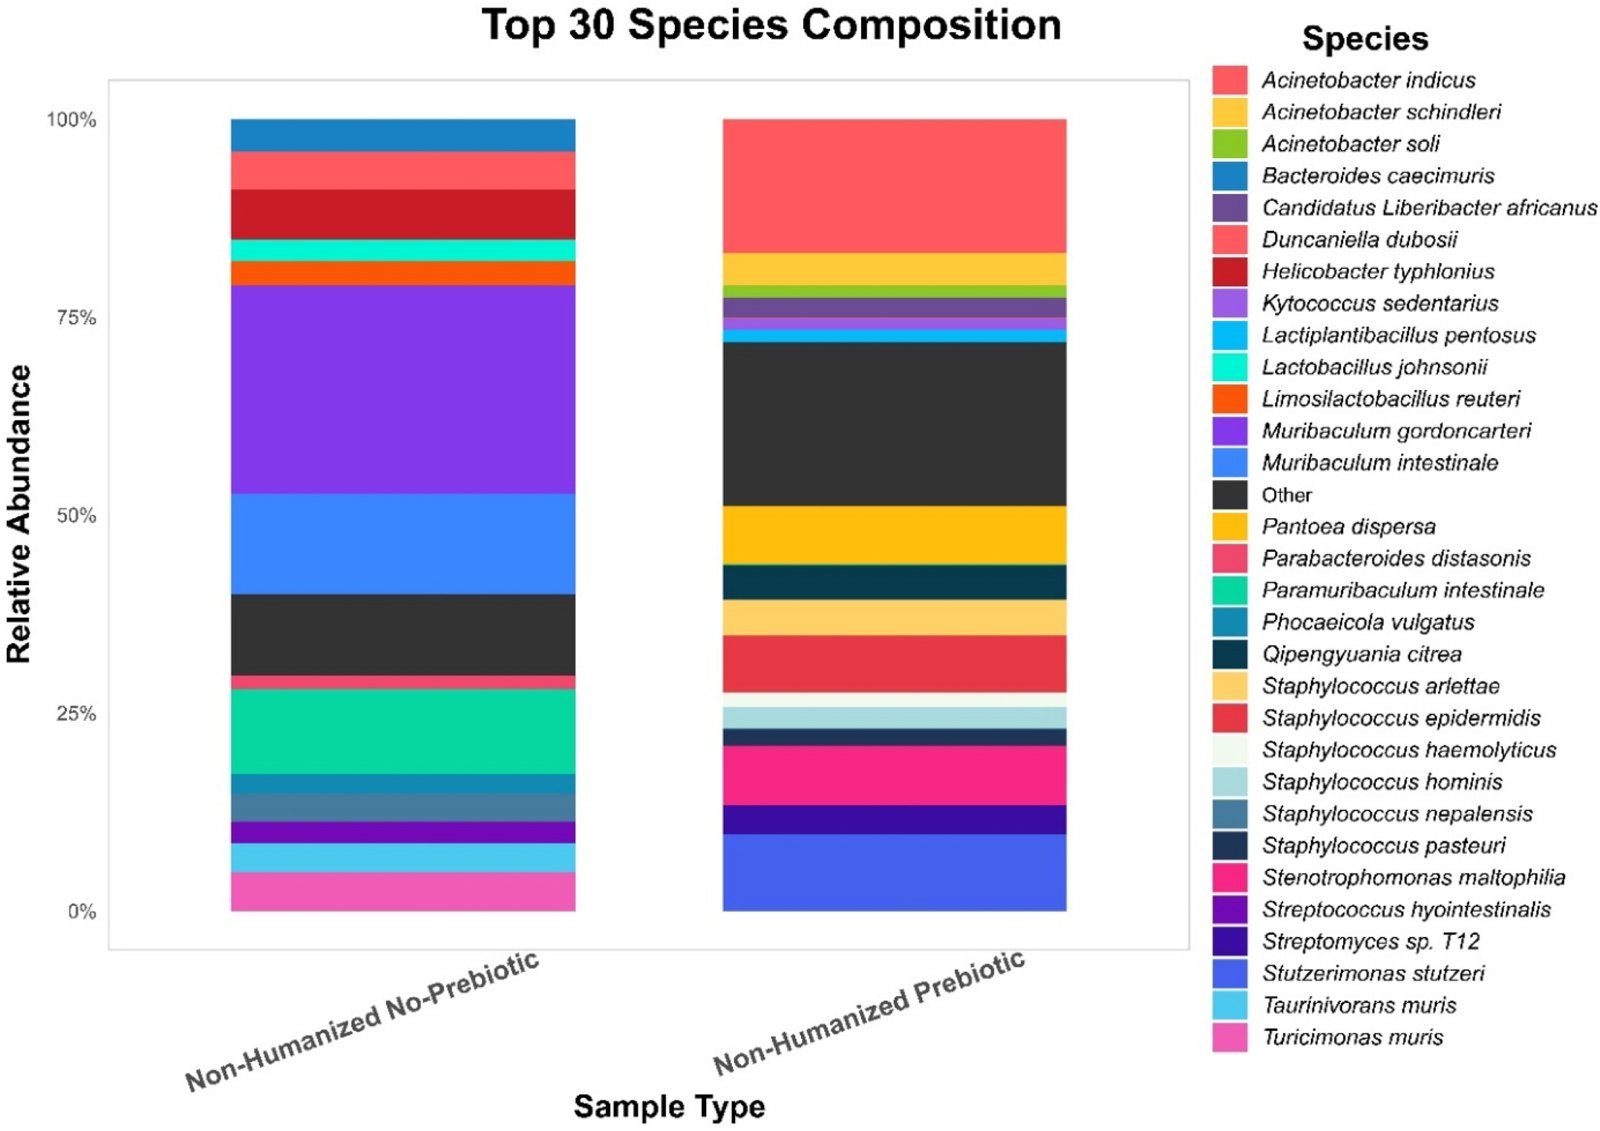 Top 30 Species Composition
Relative Abundance
100%
75%
50%
25%
0%
Non-Humanized No-Prebiotic
Non-Humanized Prebiotic
Sample Type
Species
Acinetobacter indicus
Acinetobacter schindleri
Acinetobacter soli
Bacteroides caecimuris
Candidatus Liberibacter africanus
Duncaniella dubosii
Helicobacter typhlonius
Kytococcus sedentarius
Lactiplantibacillus pentosus
Lactobacillus johnsonii
Limosilactobacillus reuteri
Muribaculum gordoncarteri
Muribaculum intestinale
Other
Pantoea dispersa
Parabacteroides distasonis
Paramuribaculum intestinale
Phocaeicola vulgatus
Qipengyuania citrea
Staphylococcus arlettae
Staphylococcus epidermidis
Staphylococcus haemolyticus
Staphylococcus hominis
Staphylococcus nepalensis
Staphylococcus pasteuri
Stenotrophomonas maltophilia
Streptococcus hyointestinalis
Streptomyces sp. T12
Stutzerimonas stutzeri
Taurinivorans muris
Turicimonas muris